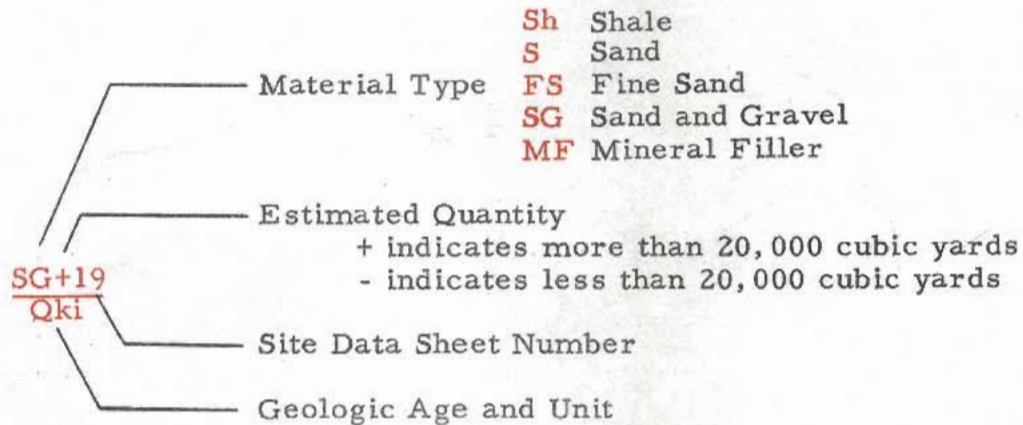 Sh Shale
S Sand
Material Type FS Fine Sand
SG Sand and Gravel
MF Mineral Filler
Estimated Quantity
+ indicates more than 20,000 cubic yards
- indicates less than 20,000 cubic yards
SG+19
Qki
Site Data Sheet Number
Geologic Age and Unit